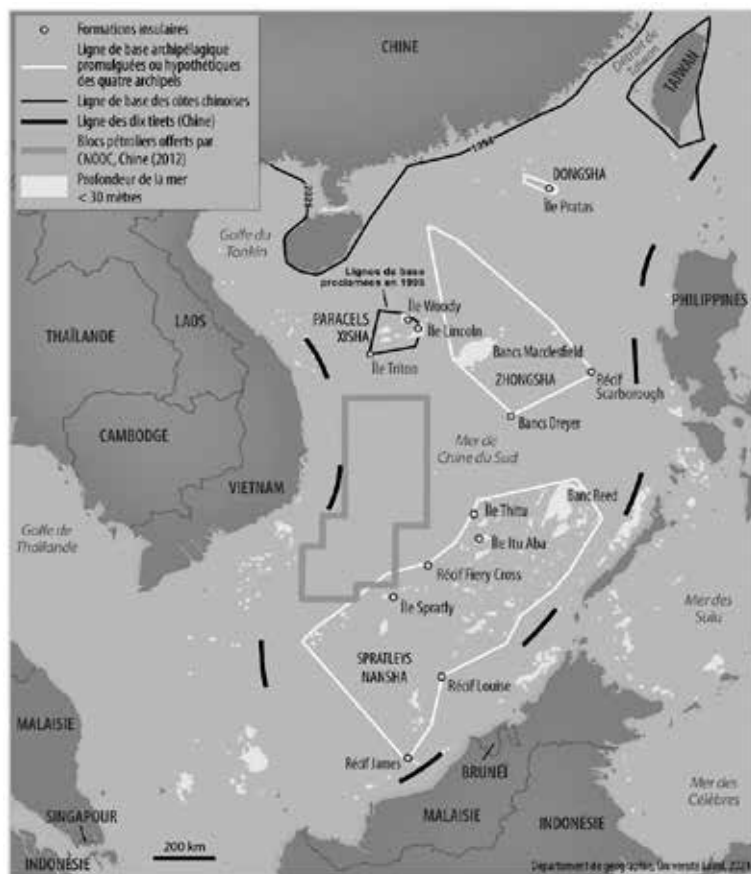 Formations insulaires
Ligne de base archipélagique
promulguées ou hypothétiques
des quatre archipels
Ligne de base des côtes chinoises
Ligne des dix tirets (Chine)
Blocs pétroliers offerts par
CNOOC, Chine (2012)
Profondeur de la mer
< 30 mètres
CHINE
Détroit de
Taiwan
TAÏWAN
1996
DONGSHA
Île Pratas
Golfe du
Tonkin
Lignes de base
proclamées en 1996
PARACELS
XISHA
Île Woody
Île Lincoln
Île Triton
PHILIPPINES
LAOS
THAÏLANDE
Bancs Macclesfield
ZHONGSHA
Récif
Scarborough
Bancs Dreyer
CAMBODGE
Mer de
Chine du Sud
VIETNAM
Golfe de
Thaïlande
Banc Reed
Île Thitu
Île Itu Aba
Récif Fiery Cross
Île Spratly
Mer des
Sulu
SPRATLEYS
NANSHA
Récif Louise
MALAISIE
Récif James
BRUNEI
Mer des
Célèbres
SINGAPOUR
MALAISIE
INDONÉSIE
200 km
INDONÉSIE
Département de géographie, Université Laval,